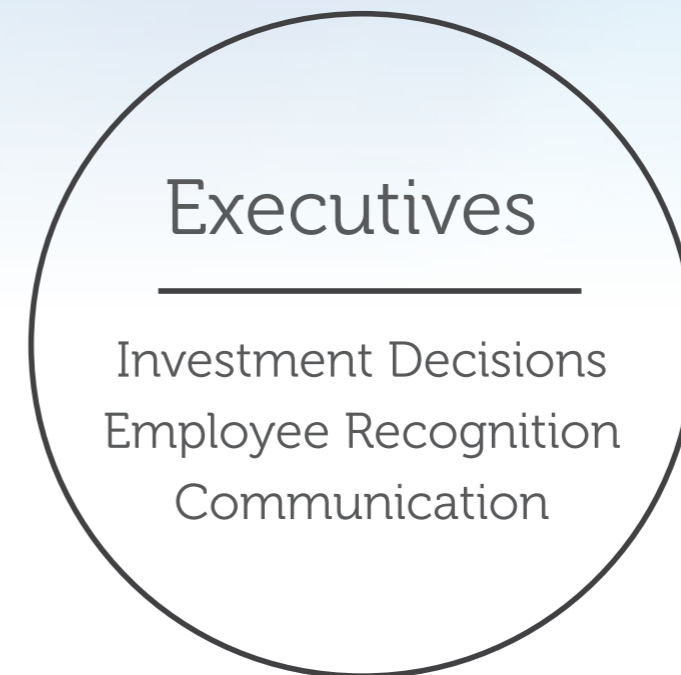 Executives
Investment Decisions
Employee Recognition
Communication